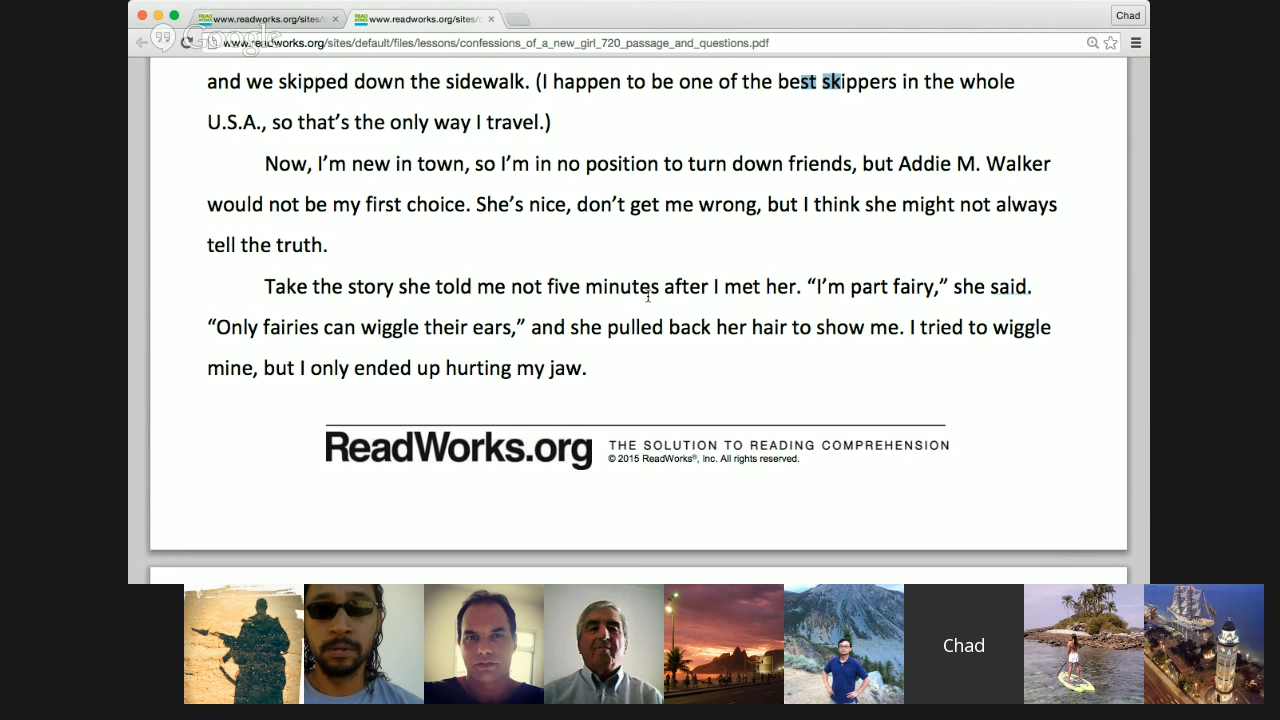 www.readworks.org/sites/ × www.readworks.org/sites/ ×
Chad
Google
www.readworks.org/sites/default/files/lessons/confessions_of_a_new_girl_720_passage_and_questions.pdf
and we skipped down the sidewalk. (I happen to be one of the best skippers in the whole
U.S.A., so that’s the only way I travel.)
Now, I’m new in town, so I’m in no position to turn down friends, but Addie M. Walker
would not be my first choice. She’s nice, don’t get me wrong, but I think she might not always
tell the truth.
Take the story she told me not five minutes after I met her. “I’m part fairy,” she said.
“Only fairies can wiggle their ears,” and she pulled back her hair to show me. I tried to wiggle
mine, but I only ended up hurting my jaw.
ReadWorks.org THE SOLUTION TO READING COMPREHENSION
© 2015 ReadWorks®, Inc. All rights reserved.
Chad